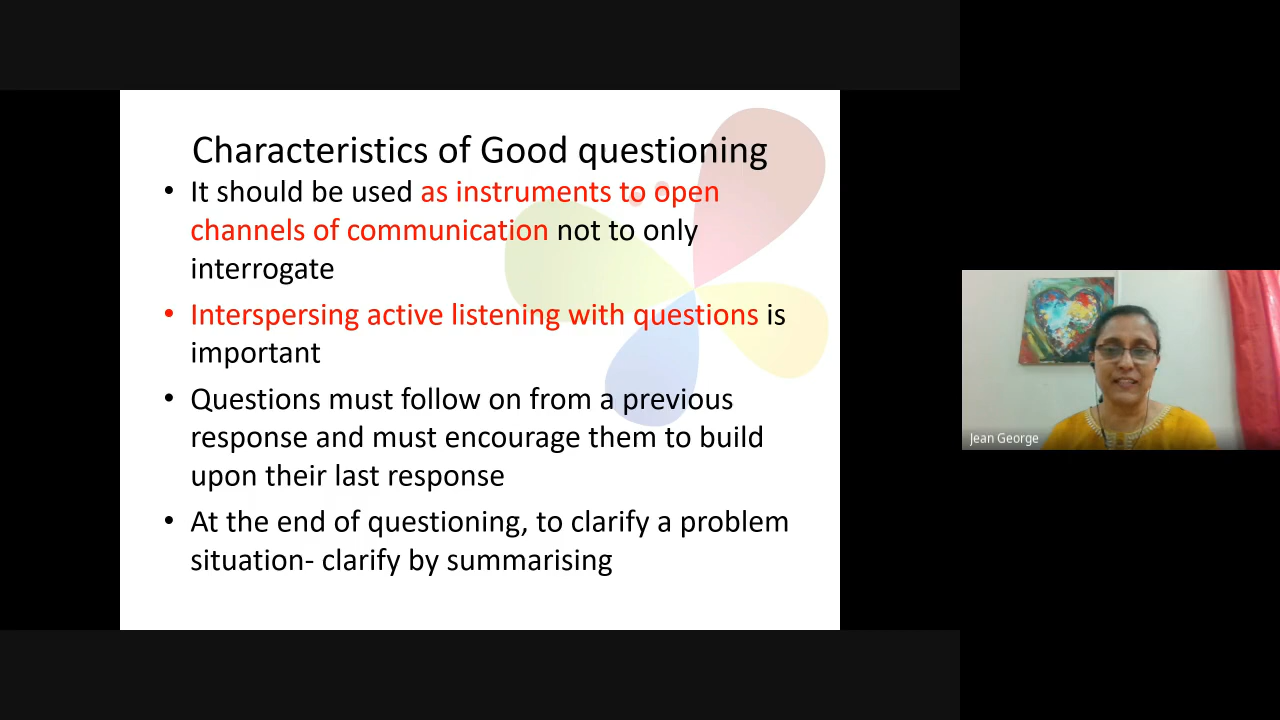 Characteristics of Good questioning
• It should be used as instruments to open
channels of communication not to only
interrogate
• Interspersing active listening with questions is
important
• Questions must follow on from a previous
response and must encourage them to build
upon their last response
• At the end of questioning, to clarify a problem
situation- clarify by summarising
Jean George